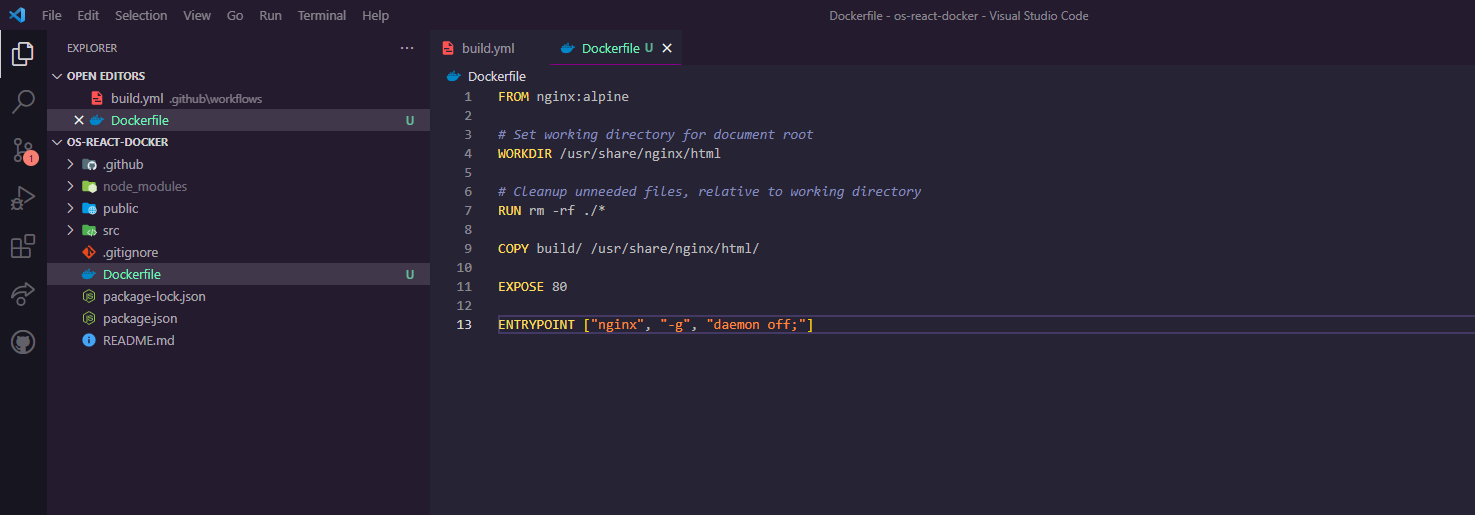 File Edit Selection View Go Run Terminal Help Dockerfile - os-react-docker - Visual Studio Code
EXPLORER ···
OPEN EDITORS
build.yml .github\workflows
Dockerfile U
OS-REACT-DOCKER
.github
node_modules
public
src
.gitignore
Dockerfile U
package-lock.json
package.json
README.md
1
build.yml
Dockerfile U
Dockerfile
1 FROM nginx:alpine
2
3 # Set working directory for document root
4 WORKDIR /usr/share/nginx/html
5
6 # Cleanup unneeded files, relative to working directory
7 RUN rm -rf ./*
8
9 COPY build/ /usr/share/nginx/html/
10
11 EXPOSE 80
12
13 ENTRYPOINT ["nginx", "-g", "daemon off;"]